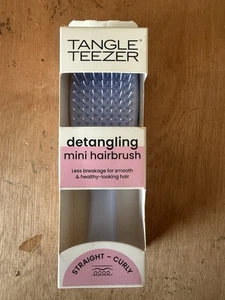 TANGLE
TEEZER®
detangling
mini hairbrush
Less breakage for smooth
& healthy-looking hair
STRAIGHT ~ CURLY